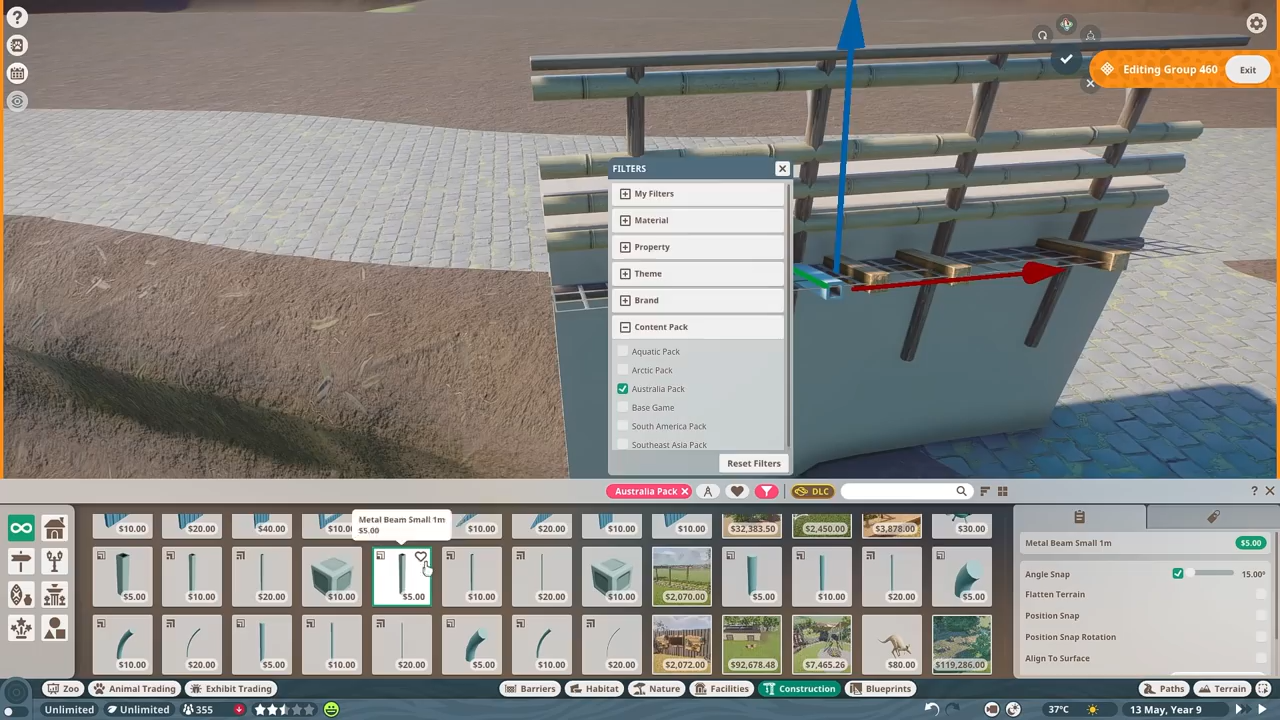 Editing Group 460
Exit
FILTERS
My Filters
Material
Property
Theme
Brand
Content Pack
Aquatic Pack
Arctic Pack
Australia Pack
Base Game
South America Pack
Southeast Asia Pack
Reset Filters
Australia Pack
DLC
Metal Beam Small 1m
$5.00
$10.00
$20.00
$40.00
$10.00
$20.00
$10.00
$32,383.50
$2,450.00
$3,878.00
$30.00
$5.00
$10.00
$20.00
$10.00
$5.00
$10.00
$20.00
$10.00
$2,070.00
$5.00
$10.00
$20.00
$5.00
$10.00
$20.00
$5.00
$10.00
$20.00
$5.00
$10.00
$20.00
$2,072.00
$92,678.48
$7,465.26
$80.00
$119,286.00
Metal Beam Small 1m
$5.00
Angle Snap
15.00°
Flatten Terrain
Position Snap
Position Snap Rotation
Align To Surface
Zoo
Animal Trading
Exhibit Trading
Barriers
Habitat
Nature
Facilities
Construction
Blueprints
Paths
Terrain
Unlimited
Unlimited
355
37°C
13 May, Year 9